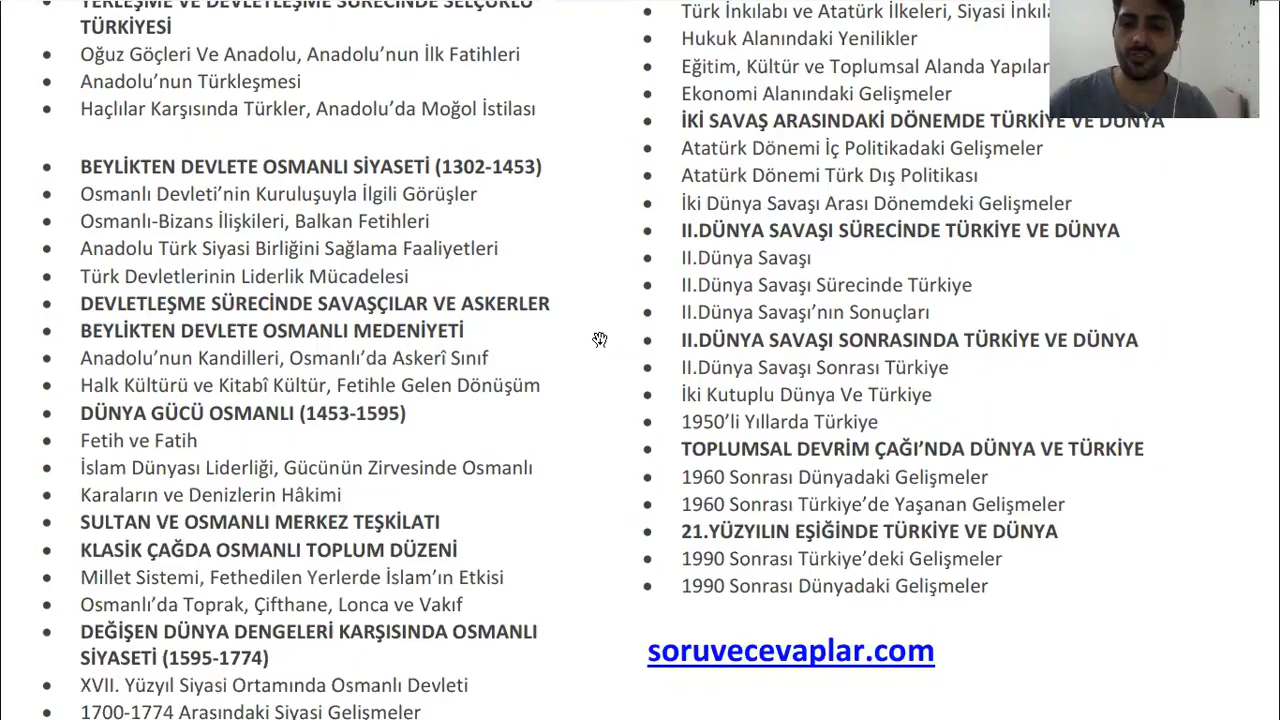 YERLEŞME VE DEVLETLEŞME SÜRECİNDE SELÇUKLU
TÜRKİYESİ
• Oğuz Göçleri Ve Anadolu, Anadolu’nun İlk Fatihleri
• Anadolu’nun Türkleşmesi
• Haçlılar Karşısında Türkler, Anadolu’da Moğol İstilası
• BEYLİKTEN DEVLETE OSMANLI SİYASETİ (1302-1453)
• Osmanlı Devleti’nin Kuruluşuyla İlgili Görüşler
• Osmanlı-Bizans İlişkileri, Balkan Fetihleri
• Anadolu Türk Siyasi Birliğini Sağlama Faaliyetleri
• Türk Devletlerinin Liderlik Mücadelesi
• DEVLETLEŞME SÜRECİNDE SAVAŞÇILAR VE ASKERLER
• BEYLİKTEN DEVLETE OSMANLI MEDENİYETİ
• Anadolu’nun Kandilleri, Osmanlı’da Askerî Sınıf
• Halk Kültürü ve Kitabî Kültür, Fetihle Gelen Dönüşüm
• DÜNYA GÜCÜ OSMANLI (1453-1595)
• Fetih ve Fatih
• İslam Dünyası Liderliği, Gücünün Zirvesinde Osmanlı
• Karaların ve Denizlerin Hâkimi
• SULTAN VE OSMANLI MERKEZ TEŞKİLATI
• KLASİK ÇAĞDA OSMANLI TOPLUM DÜZENİ
• Millet Sistemi, Fethedilen Yerlerde İslam’ın Etkisi
• Osmanlı’da Toprak, Çifthane, Lonca ve Vakıf
• DEĞİŞEN DÜNYA DENGELERİ KARŞISINDA OSMANLI
SİYASETİ (1595-1774)
• XVII. Yüzyıl Siyasi Ortamında Osmanlı Devleti
• 1700-1774 Arasındaki Siyasi Gelişmeler
• Türk İnkılabı ve Atatürk İlkeleri, Siyasi İnkıla
• Hukuk Alanındaki Yenilikler
• Eğitim, Kültür ve Toplumsal Alanda Yapılan
• Ekonomi Alanındaki Gelişmeler
• İKİ SAVAŞ ARASINDAKİ DÖNEMDE TÜRKİYE VE DÜNYA
• Atatürk Dönemi İç Politikadaki Gelişmeler
• Atatürk Dönemi Türk Dış Politikası
• İki Dünya Savaşı Arası Dönemdeki Gelişmeler
• II.DÜNYA SAVAŞI SÜRECİNDE TÜRKİYE VE DÜNYA
• II.Dünya Savaşı
• II.Dünya Savaşı Sürecinde Türkiye
• II.Dünya Savaşı’nın Sonuçları
• II.DÜNYA SAVAŞI SONRASINDA TÜRKİYE VE DÜNYA
• II.Dünya Savaşı Sonrası Türkiye
• İki Kutuplu Dünya Ve Türkiye
• 1950’li Yıllarda Türkiye
• TOPLUMSAL DEVRİM ÇAĞI’NDA DÜNYA VE TÜRKİYE
• 1960 Sonrası Dünyadaki Gelişmeler
• 1960 Sonrası Türkiye’de Yaşanan Gelişmeler
• 21.YÜZYILIN EŞİĞİNDE TÜRKİYE VE DÜNYA
• 1990 Sonrası Türkiye’deki Gelişmeler
• 1990 Sonrası Dünyadaki Gelişmeler
soruvecevaplar.com